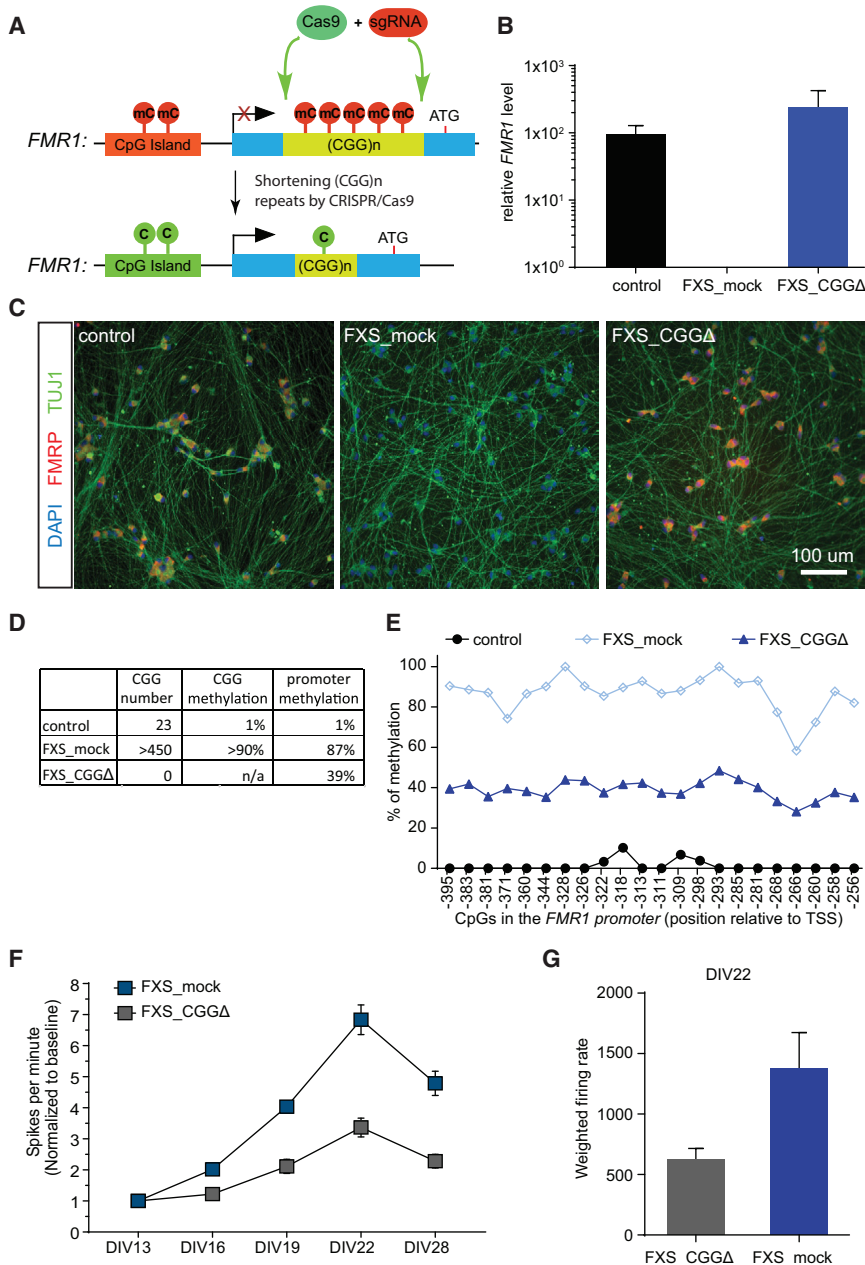 A
Cas9 + sgRNA
mC mC X mC mC mC mC mC ATG
FMR1: CpG Island (CGG)n
Shortening (CGG)n
repeats by CRISPR/Cas9
C C C ATG
FMR1: CpG Island (CGG)n
B
relative FMR1 level
1x10³
1x10²
1x10¹
1x10⁰
control FXS_mock FXS_CGGΔ
C
DAPI FMRP TUJ1
control
FXS_mock
FXS_CGGΔ
100 um
D
CGG number CGG methylation promoter methylation
control 23 1% 1%
FXS_mock >450 >90% 87%
FXS_CGGΔ 0 n/a 39%
E
control FXS_mock FXS_CGGΔ
% of methylation
100
80
60
40
20
0
-395 -383 -381 -371 -360 -344 -328 -326 -322 -318 -313 -311 -309 -298 -293 -285 -281 -268 -266 -260 -258 -256
CpGs in the FMR1 promoter (position relative to TSS)
F
FXS_mock
FXS_CGGΔ
Spikes per minute
(Normalized to baseline)
8
7
6
5
4
3
2
1
0
DIV13 DIV16 DIV19 DIV22 DIV28
G
DIV22
Weighted firing rate
2000
1500
1000
500
0
FXS_CGGΔ FXS_mock